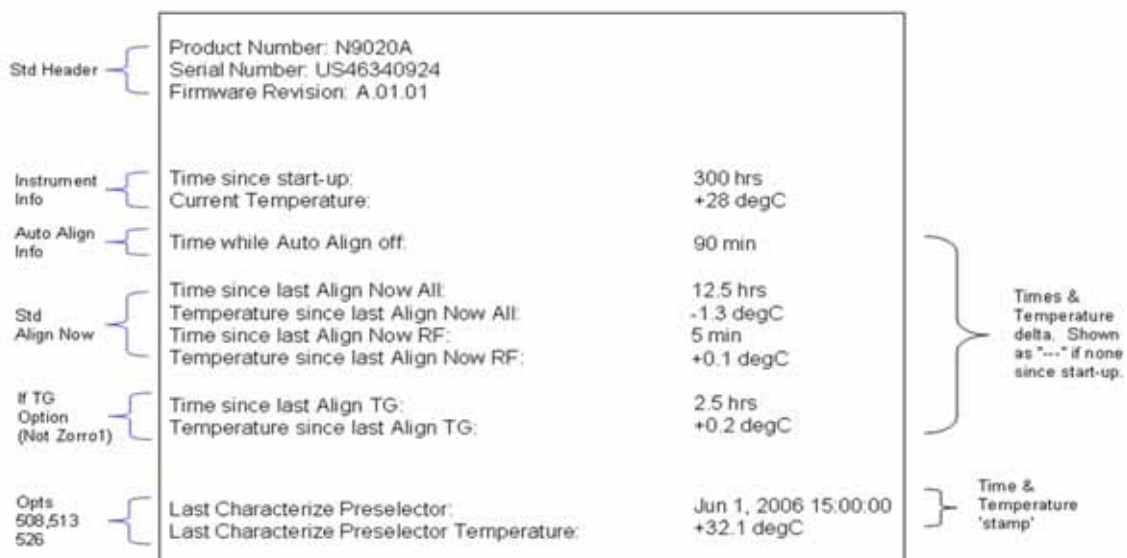 Std Header
Product Number: N9020A
Serial Number: US46340924
Firmware Revision: A.01.01
Instrument
Info
Time since start-up: 300 hrs
Current Temperature: +28 degC
Auto Align
Info
Time while Auto Align off: 90 min
Std
Align Now
Time since last Align Now All: 12.5 hrs
Temperature since last Align Now All: -1.3 degC
Time since last Align Now RF: 5 min
Temperature since last Align Now RF: +0.1 degC
Times &
Temperature
delta. Shown
as "---" if none
since start-up.
If TG
Option
(Not Zorro1)
Time since last Align TG: 2.5 hrs
Temperature since last Align TG: +0.2 degC
Opts
508,513
526
Last Characterize Preselector: Jun 1, 2006 15:00:00
Last Characterize Preselector Temperature: +32.1 degC
Time &
Temperature
'stamp'